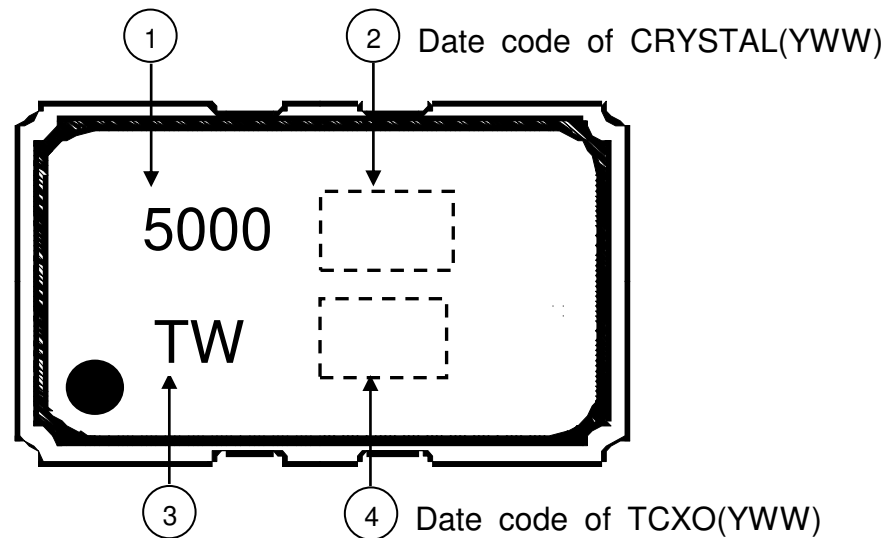 1
2 Date code of CRYSTAL(YWW)
5000
TW
3
4 Date code of TCXO(YWW)